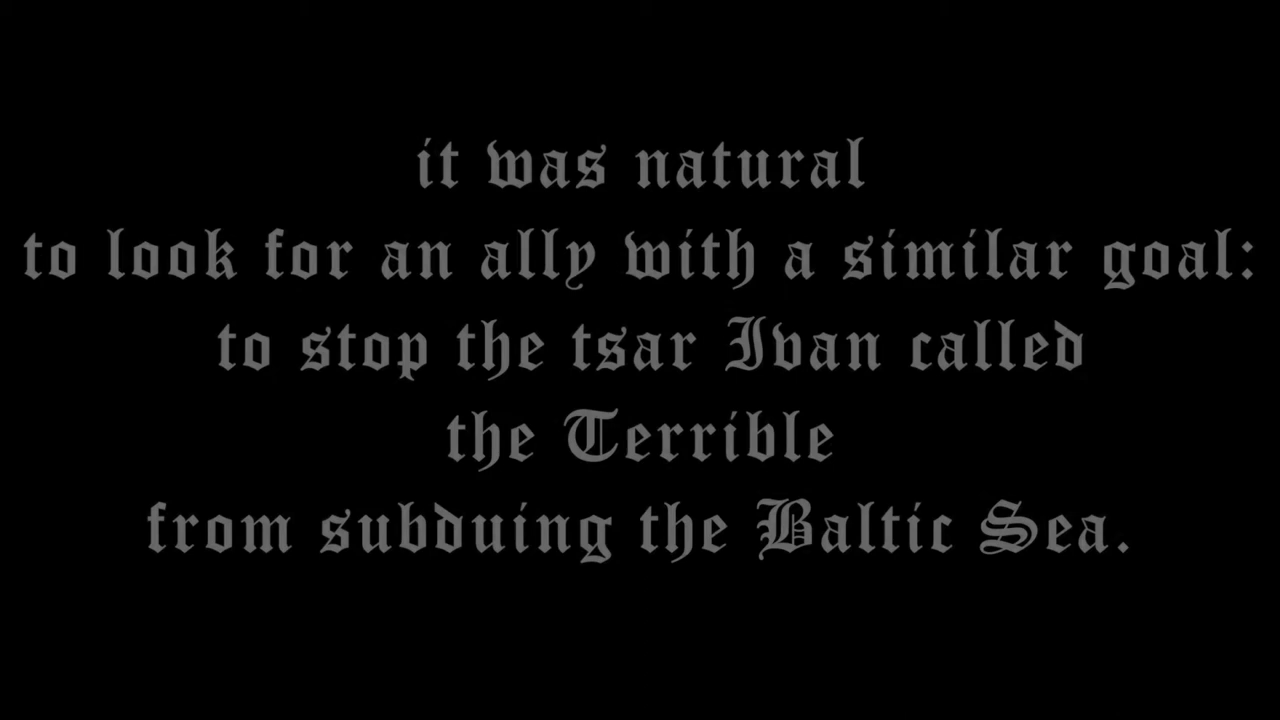 it was natural
to look for an ally with a similar goal:
to stop the tsar Ivan called
the Terrible
from subduing the Baltic Sea.